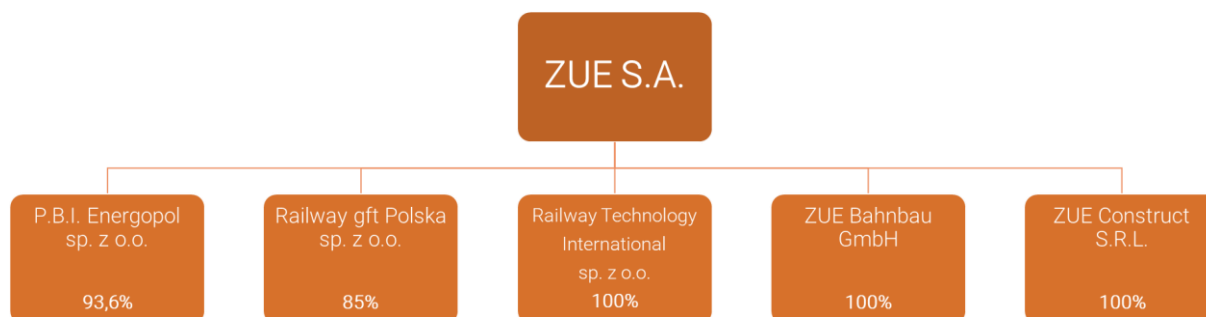 ZUE S.A.
P.B.I. Energopol
sp. z o.o.
93,6%
Railway gft Polska
sp. z o.o.
85%
Railway Technology
International
sp. z o.o.
100%
ZUE Bahnbau
GmbH
100%
ZUE Construct
S.R.L.
100%